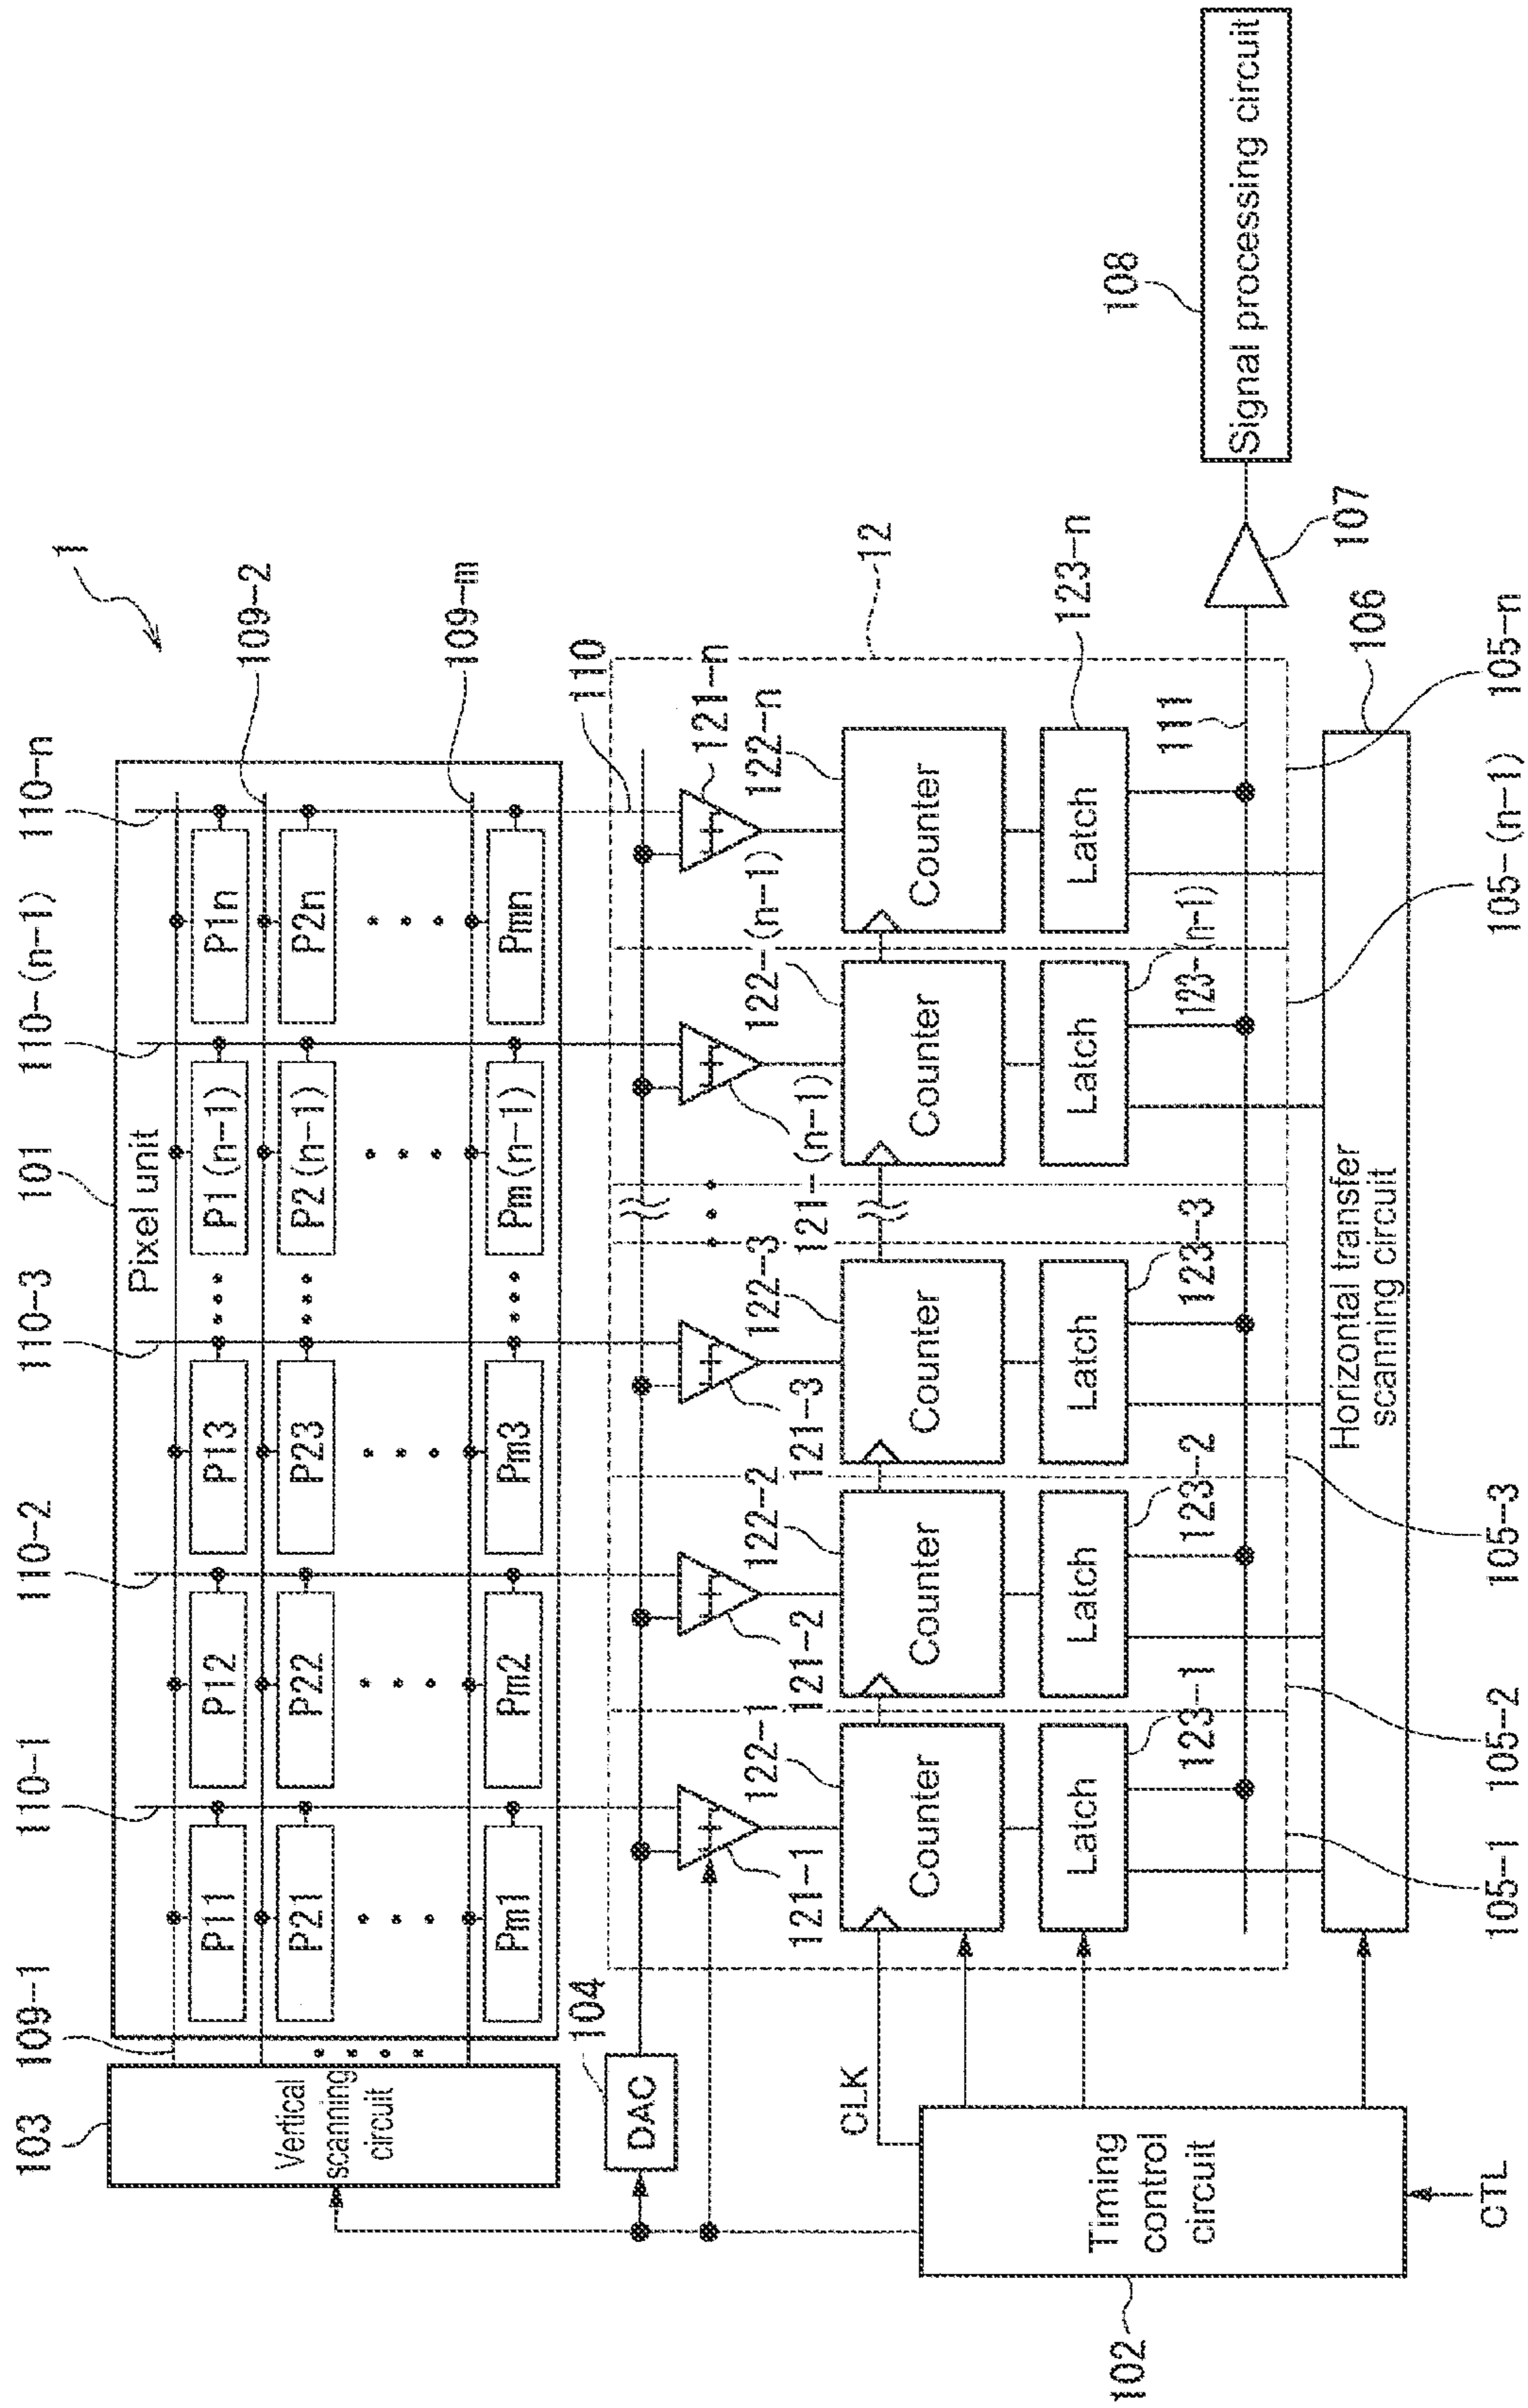 1
103
109-1
110-1
110-2
110-3
101
110-(n-1)
110-n
109-2
109-m
Pixel unit
Vertical
scanning
circuit
P11
P12
P13
P1(n-1)
P1n
P21
P22
P23
P2(n-1)
P2n
Pm1
Pm2
Pm3
Pm(n-1)
Pmn
104
110
DAC
12
121-1
122-1
121-2
122-2
121-3
122-3
121-(n-1)
122-(n-1)
121-n
122-n
CLK
Counter
Counter
Counter
Counter
Counter
Latch
Latch
Latch
Latch
Latch
123-1
123-2
123-3
123-(n-1)
123-n
111
102
Timing
control
circuit
CTL
Horizontal transfer
scanning circuit
106
107
108
Signal processing circuit
105-1
105-2
105-3
105-(n-1)
105-n